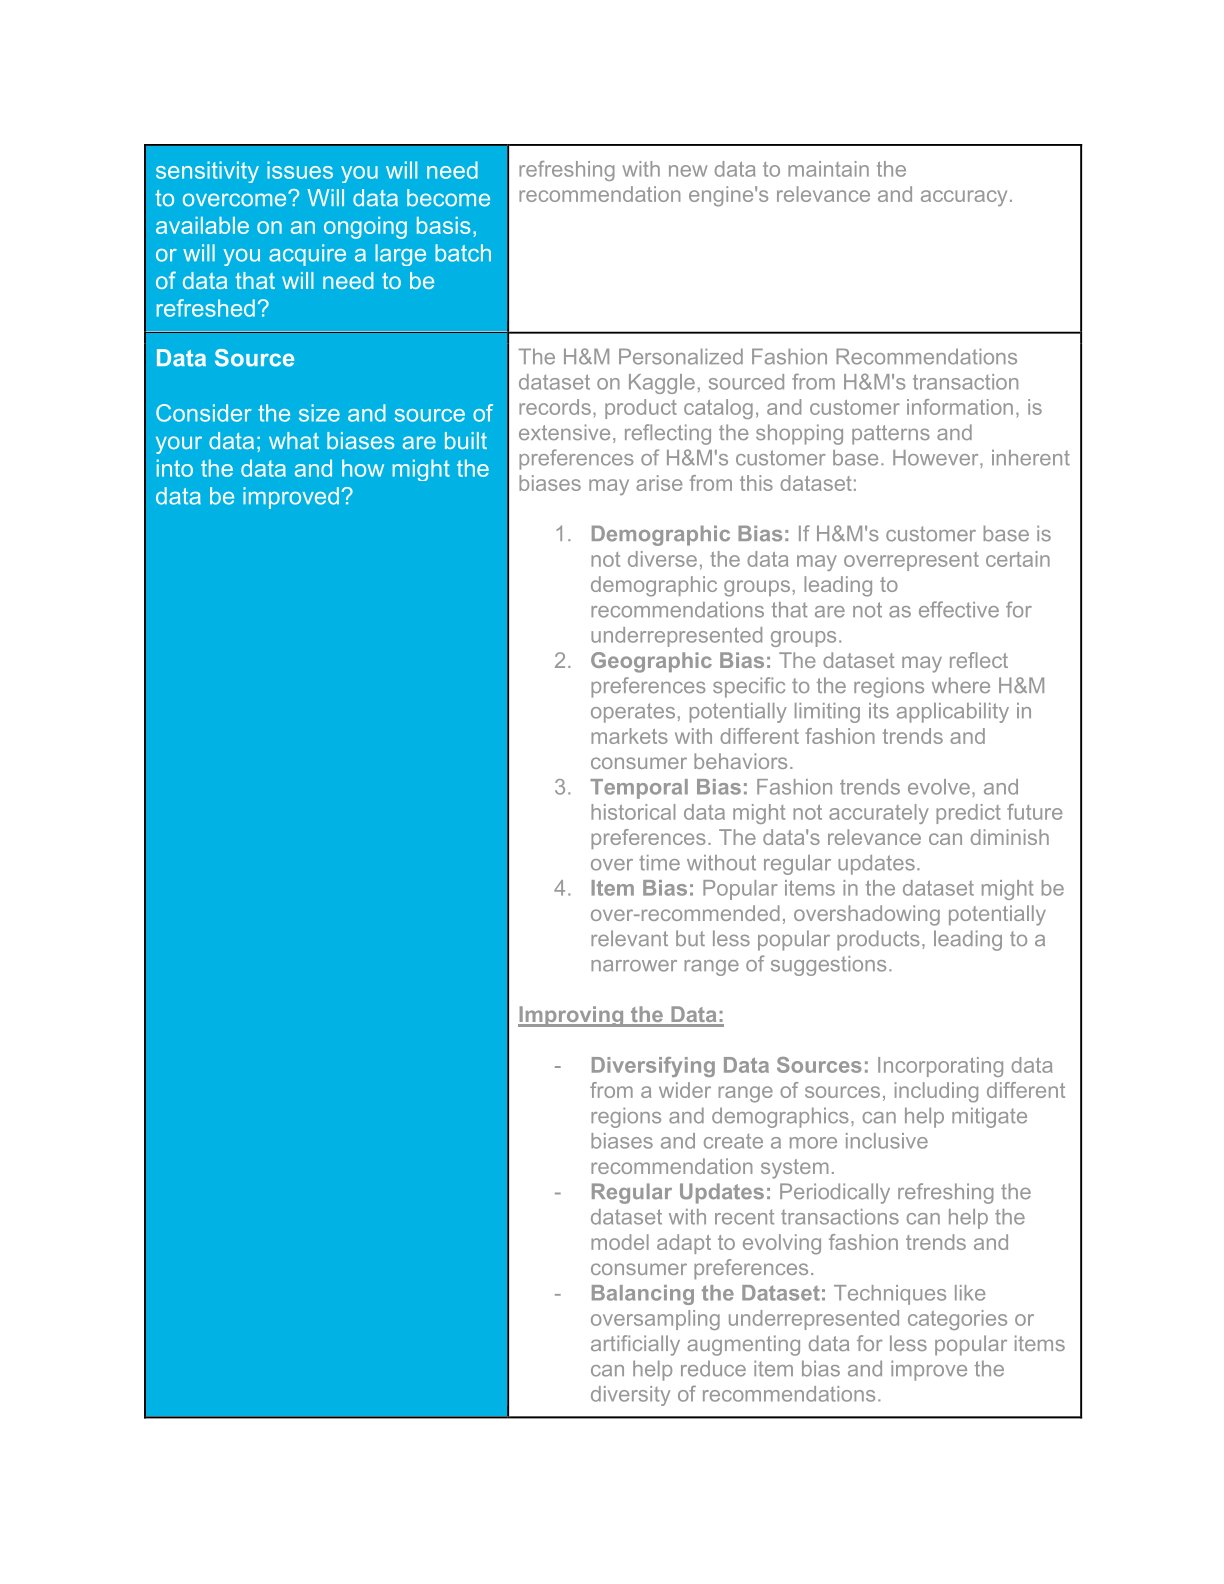 sensitivity issues you will need
to overcome? Will data become
available on an ongoing basis,
or will you acquire a large batch
of data that will need to be
refreshed?
refreshing with new data to maintain the
recommendation engine's relevance and accuracy.
Data Source
Consider the size and source of
your data; what biases are built
into the data and how might the
data be improved?
The H&M Personalized Fashion Recommendations
dataset on Kaggle, sourced from H&M's transaction
records, product catalog, and customer information, is
extensive, reflecting the shopping patterns and
preferences of H&M's customer base. However, inherent
biases may arise from this dataset:
1. Demographic Bias: If H&M's customer base is
not diverse, the data may overrepresent certain
demographic groups, leading to
recommendations that are not as effective for
underrepresented groups.
2. Geographic Bias: The dataset may reflect
preferences specific to the regions where H&M
operates, potentially limiting its applicability in
markets with different fashion trends and
consumer behaviors.
3. Temporal Bias: Fashion trends evolve, and
historical data might not accurately predict future
preferences. The data's relevance can diminish
over time without regular updates.
4. Item Bias: Popular items in the dataset might be
over-recommended, overshadowing potentially
relevant but less popular products, leading to a
narrower range of suggestions.
Improving the Data:
- Diversifying Data Sources: Incorporating data
from a wider range of sources, including different
regions and demographics, can help mitigate
biases and create a more inclusive
recommendation system.
- Regular Updates: Periodically refreshing the
dataset with recent transactions can help the
model adapt to evolving fashion trends and
consumer preferences.
- Balancing the Dataset: Techniques like
oversampling underrepresented categories or
artificially augmenting data for less popular items
can help reduce item bias and improve the
diversity of recommendations.